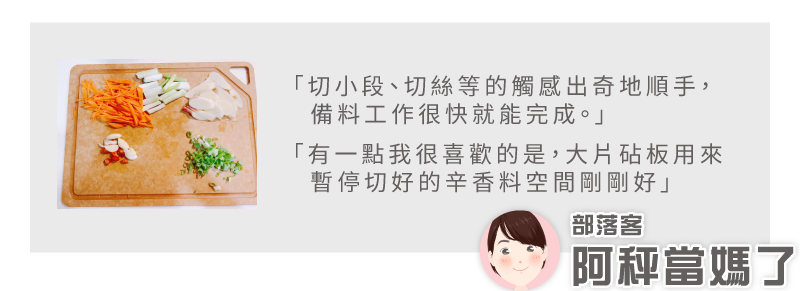 「切小段、切絲等的觸感出奇地順手，
備料工作很快就能完成。」
「有一點我很喜歡的是，大片砧板用來
暫停切好的辛香料空間剛剛好」
部落客
阿秤當媽了